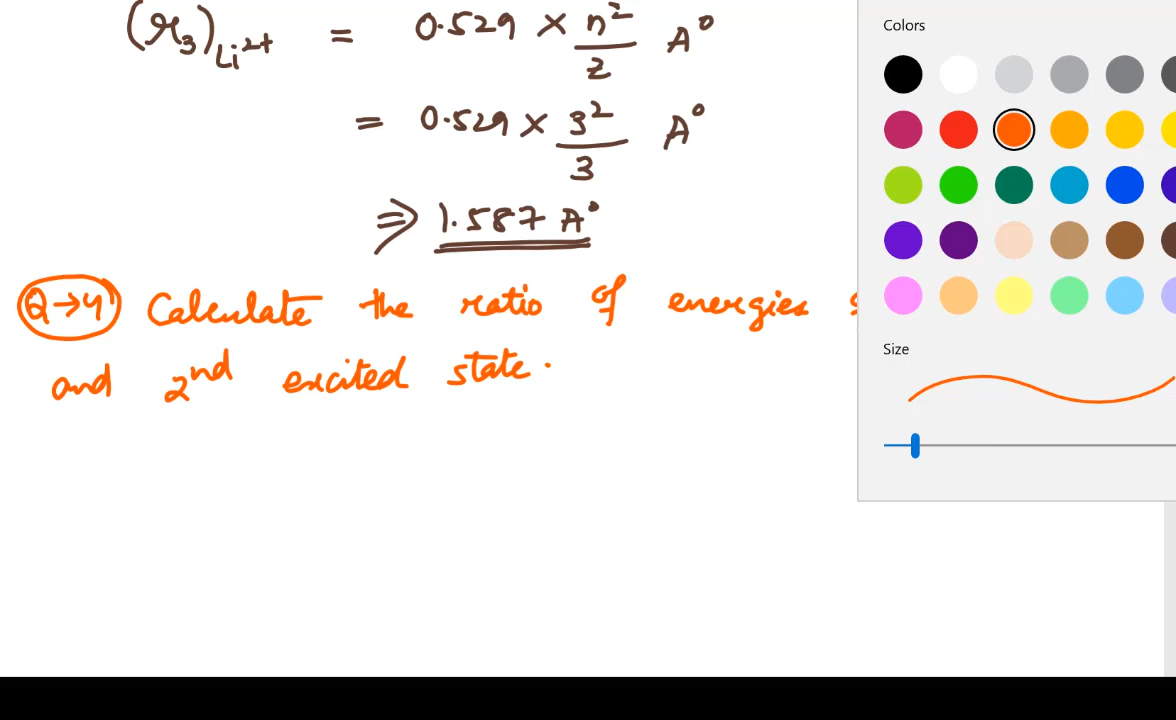 (r₃)Li²⁺ = 0.529 × n²/z A°
= 0.529 × 3²/3 A°
⇒ 1.587 A°
Q→4 Calculate the ratio of energies
and 2nd excited state.
Colors
Size